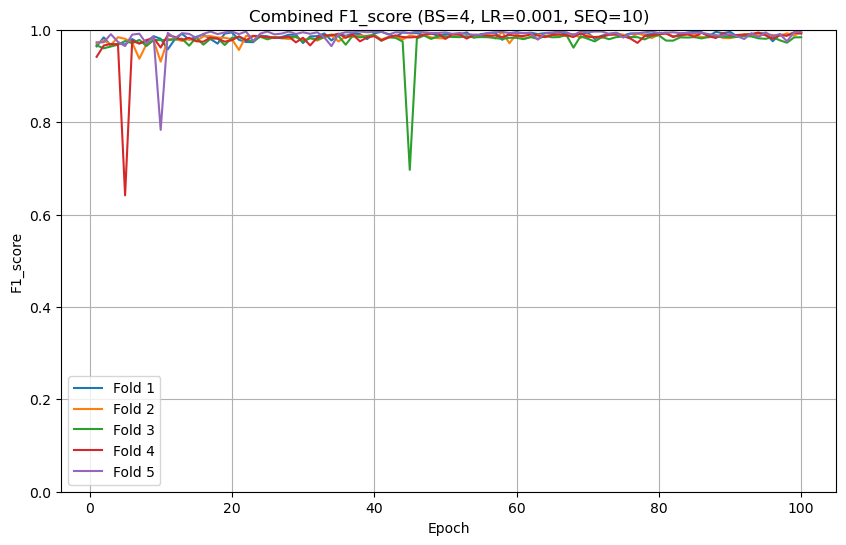 Combined F1_score (BS=4, LR=0.001, SEQ=10)
1.0
0.8
0.6
0.4
0.2
0.0
F1_score
Fold 1
Fold 2
Fold 3
Fold 4
Fold 5
0 20 40 60 80 100
Epoch